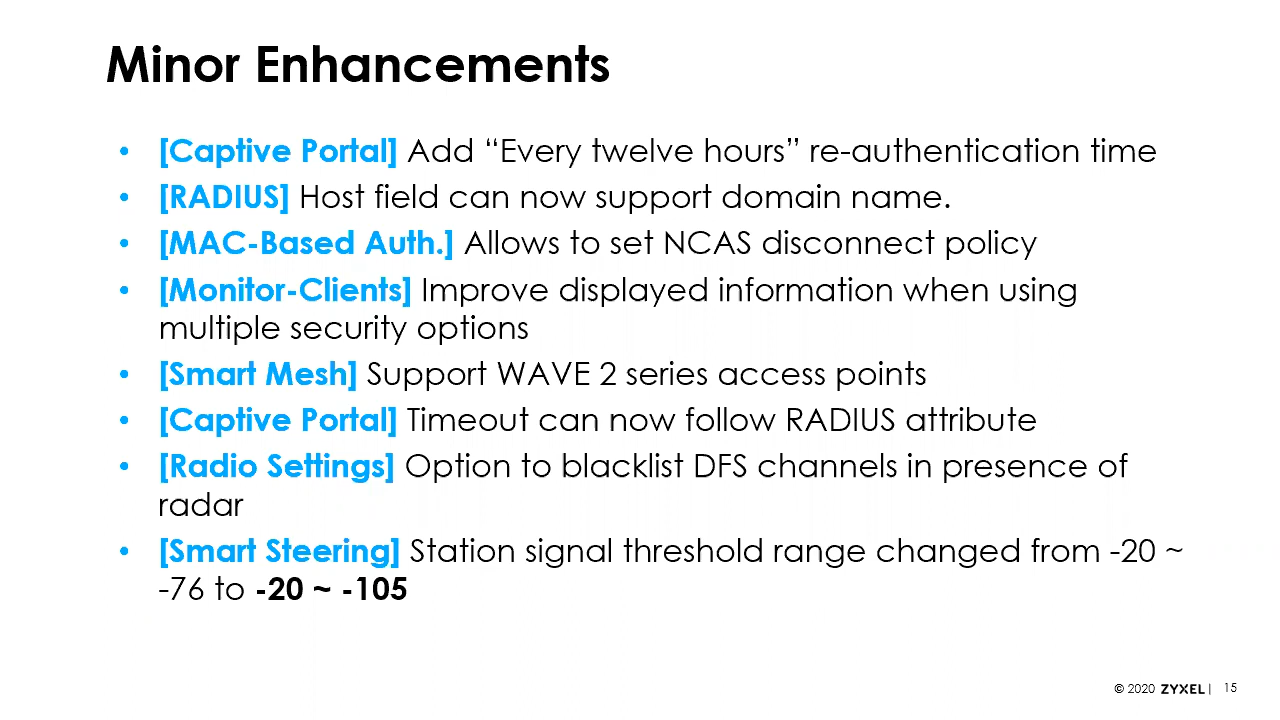 Minor Enhancements
• [Captive Portal] Add “Every twelve hours” re-authentication time
• [RADIUS] Host field can now support domain name.
• [MAC-Based Auth.] Allows to set NCAS disconnect policy
• [Monitor-Clients] Improve displayed information when using
multiple security options
• [Smart Mesh] Support WAVE 2 series access points
• [Captive Portal] Timeout can now follow RADIUS attribute
• [Radio Settings] Option to blacklist DFS channels in presence of
radar
• [Smart Steering] Station signal threshold range changed from -20 ~
-76 to -20 ~ -105
© 2020 ZYXEL | 15